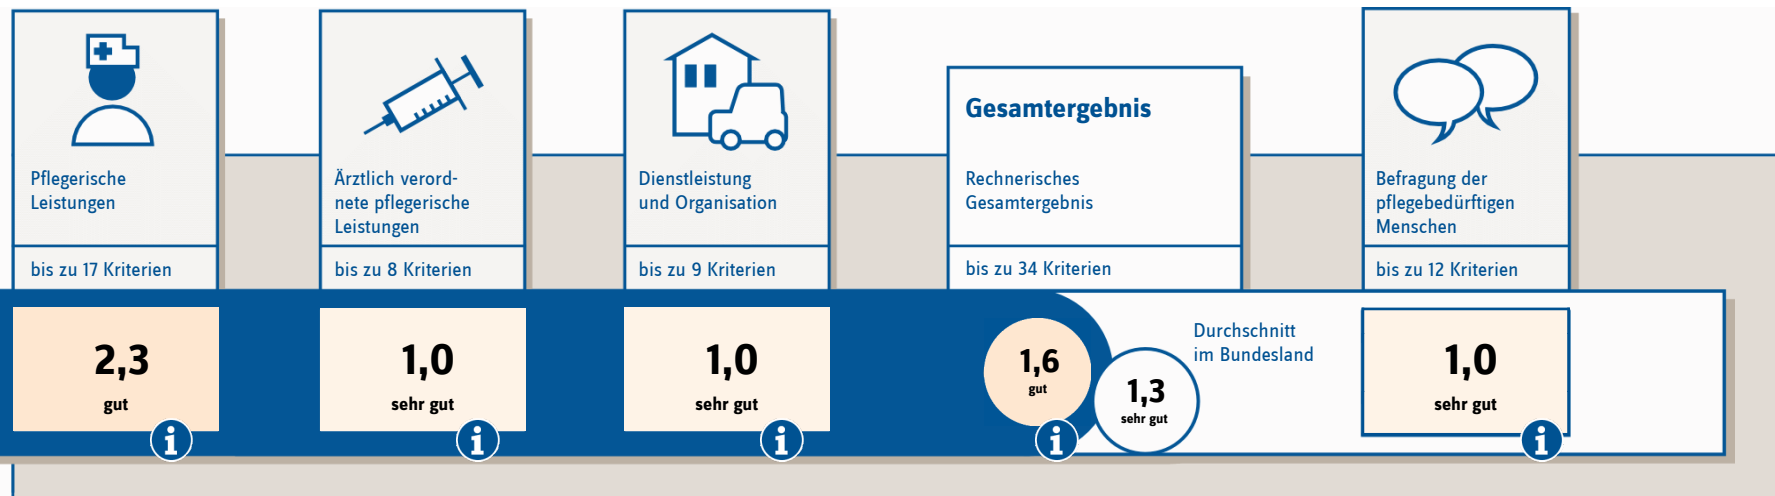 Pflegerische
Leistungen
bis zu 17 Kriterien
2,3
gut
i
Ärztlich verord-
nete pflegerische
Leistungen
bis zu 8 Kriterien
1,0
sehr gut
i
Dienstleistung
und Organisation
bis zu 9 Kriterien
1,0
sehr gut
i
Gesamtergebnis
Rechnerisches
Gesamtergebnis
bis zu 34 Kriterien
1,6
gut
i
1,3
sehr gut
Durchschnitt
im Bundesland
Befragung der
pflegebedürftigen
Menschen
bis zu 12 Kriterien
1,0
sehr gut
i